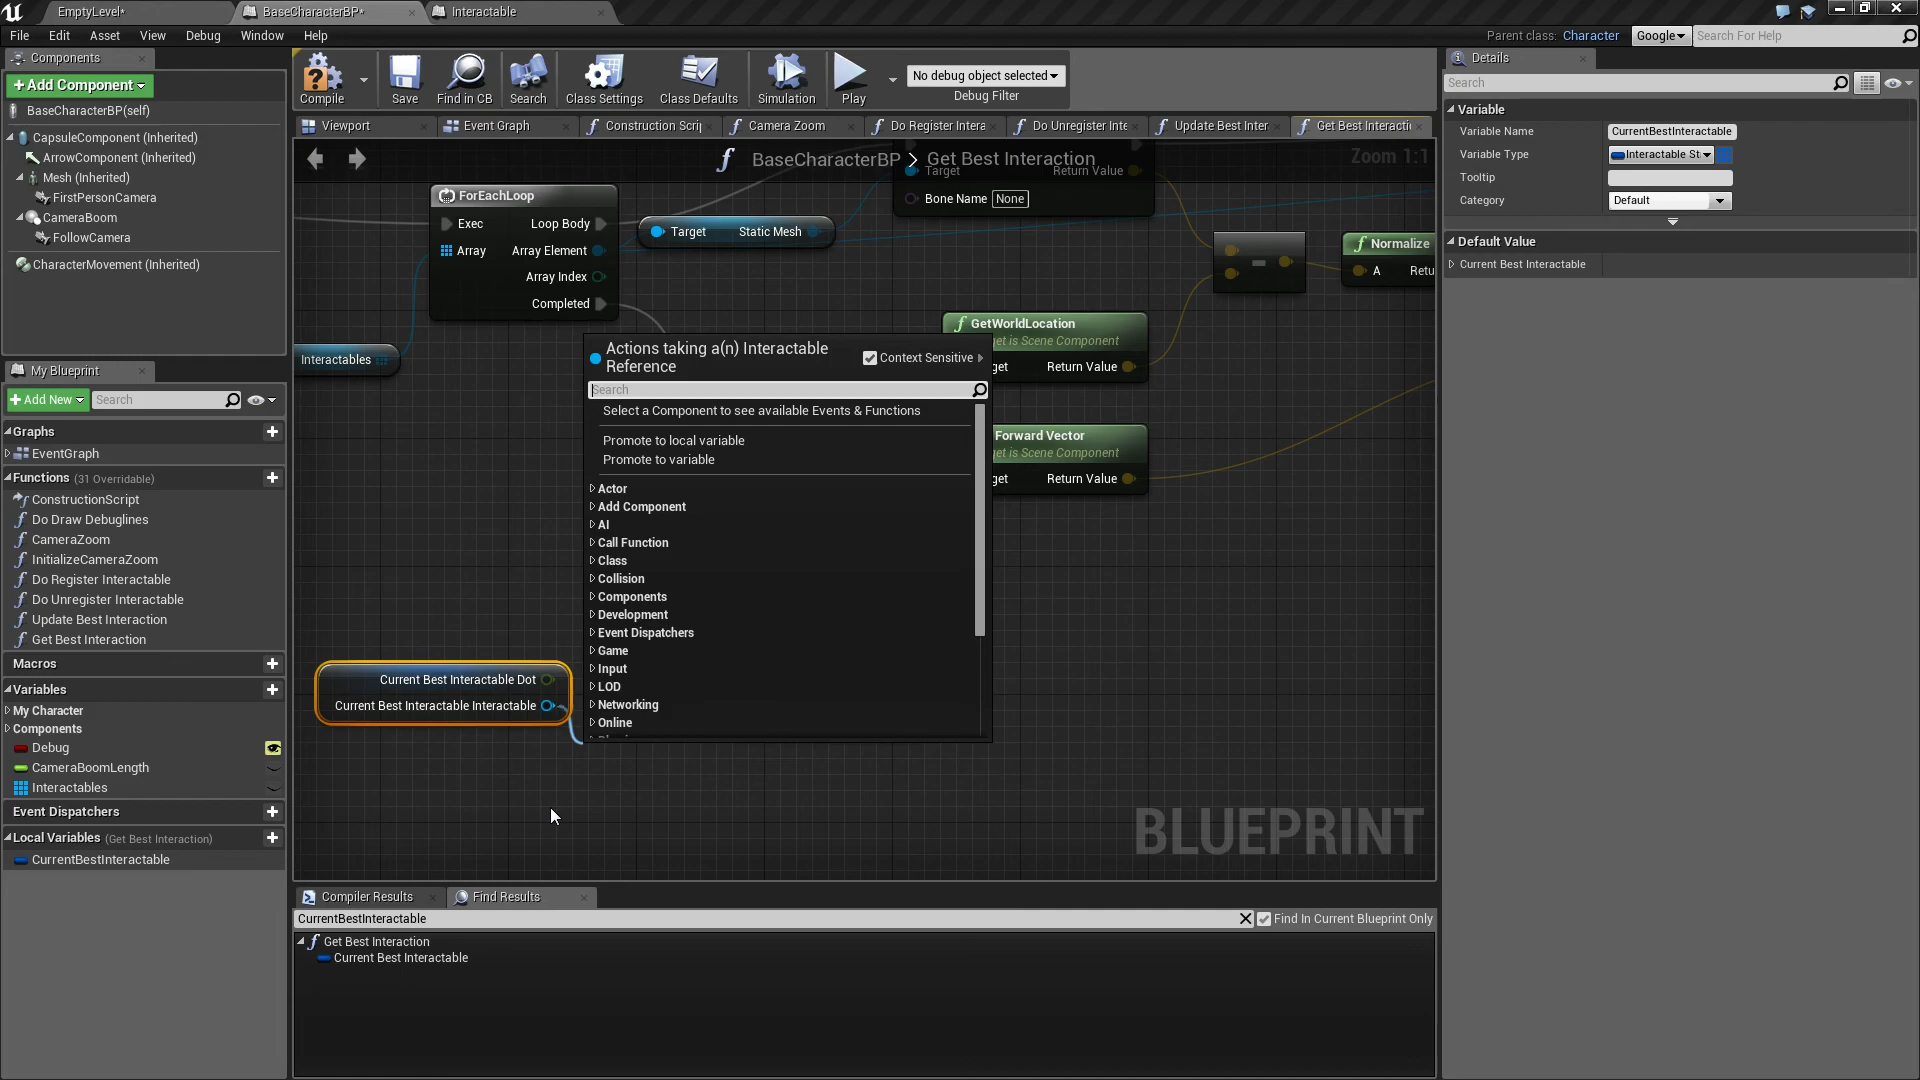 EmptyLevel*
BaseCharacterBP*
Interactable
File Edit Asset View Debug Window Help
Parent class: Character
Google
Search For Help
Components
Add Component
BaseCharacterBP(self)
CapsuleComponent (Inherited)
ArrowComponent (Inherited)
Mesh (Inherited)
FirstPersonCamera
CameraBoom
FollowCamera
CharacterMovement (Inherited)
My Blueprint
Add New
Search
Graphs
EventGraph
Functions (31 Overridable)
ConstructionScript
Do Draw Debuglines
CameraZoom
InitializeCameraZoom
Do Register Interactable
Do Unregister Interactable
Update Best Interaction
Get Best Interaction
Macros
Variables
My Character
Components
Debug
CameraBoomLength
Interactables
Event Dispatchers
Local Variables (Get Best Interaction)
CurrentBestInteractable
Compile
Save
Find in CB
Search
Class Settings
Class Defaults
Simulation
Play
No debug object selected
Debug Filter
Viewport
Event Graph
Construction Scrip
Camera Zoom
Do Register Intera
Do Unregister Inte
Update Best Inter
Get Best Interacti
BaseCharacterBP > Get Best Interaction
Zoom 1:1
ForEachLoop
Exec
Loop Body
Array
Array Element
Array Index
Completed
Target
Static Mesh
Target
Return Value
Bone Name
None
Normalize
A
Retu
Interactables
GetWorldLocation
get is Scene Component
get
Return Value
Forward Vector
get is Scene Component
get
Return Value
Actions taking a(n) Interactable
Reference
Context Sensitive
Search
Select a Component to see available Events & Functions
Promote to local variable
Promote to variable
Actor
Add Component
AI
Call Function
Class
Collision
Components
Development
Event Dispatchers
Game
Input
LOD
Networking
Online
Current Best Interactable Dot
Current Best Interactable Interactable
BLUEPRINT
Compiler Results
Find Results
CurrentBestInteractable
Find In Current Blueprint Only
Get Best Interaction
Current Best Interactable
Details
Search
Variable
Variable Name
CurrentBestInteractable
Variable Type
Interactable St
Tooltip
Category
Default
Default Value
Current Best Interactable